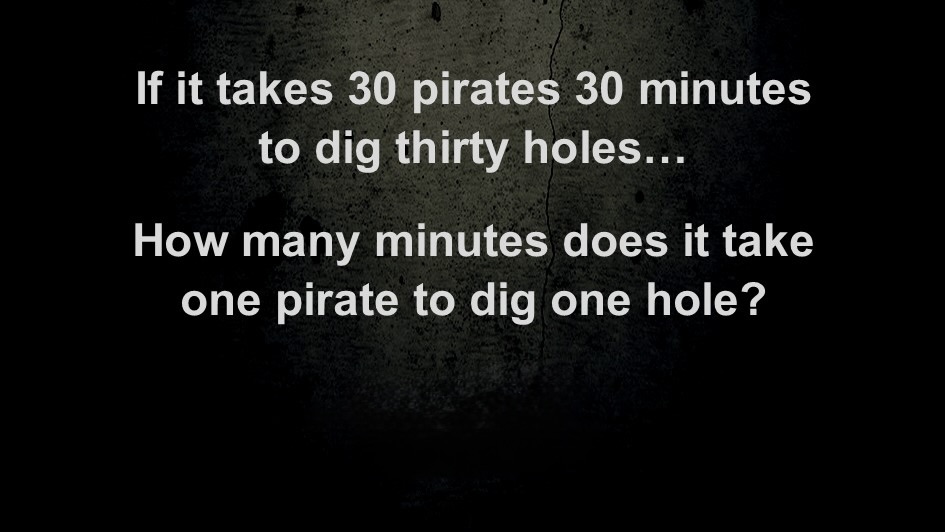 If it takes 30 pirates 30 minutes
to dig thirty holes…
How many minutes does it take
one pirate to dig one hole?